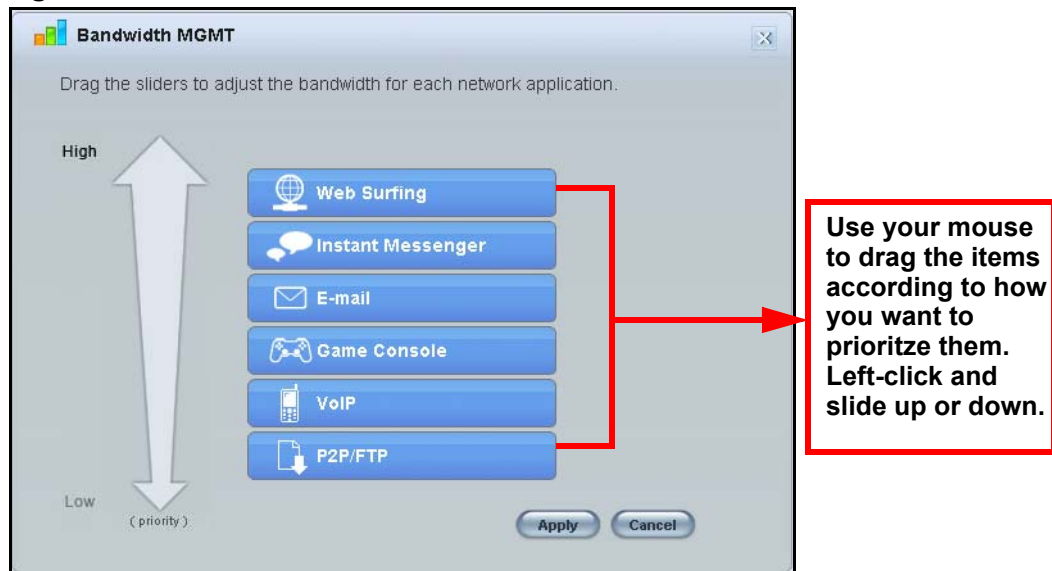 Bandwidth MGMT
Drag the sliders to adjust the bandwidth for each network application.
High
Web Surfing
Instant Messenger
E-mail
Game Console
VoIP
P2P/FTP
Low
( priority )
Apply
Cancel
Use your mouse
to drag the items
according to how
you want to
prioritze them.
Left-click and
slide up or down.